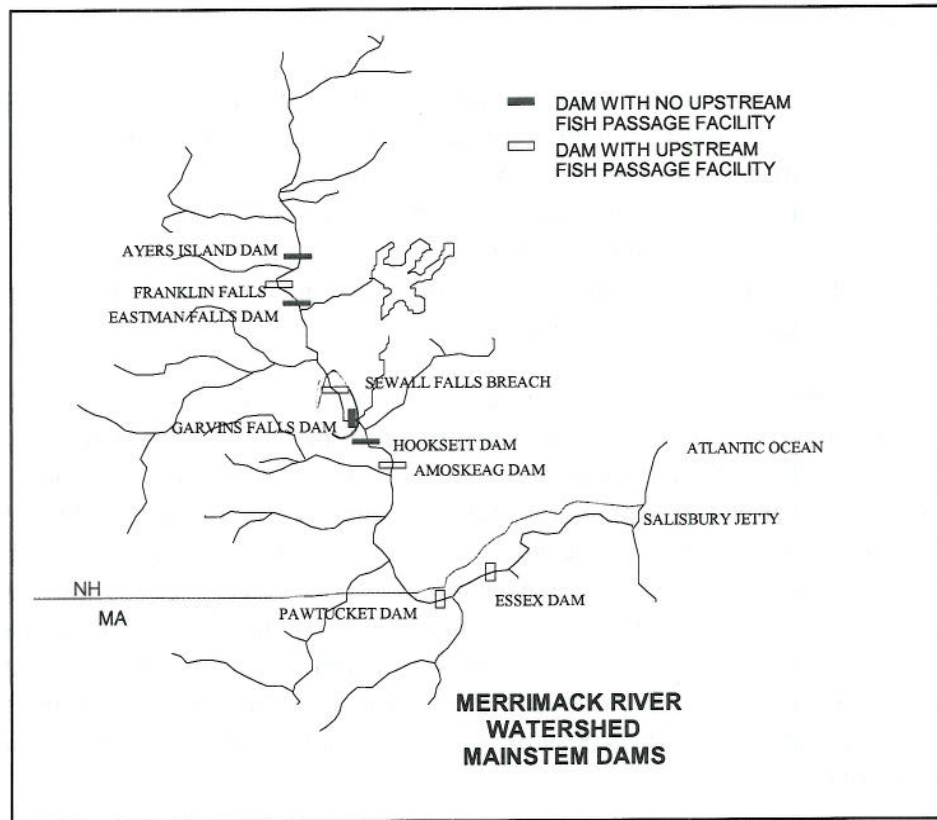 DAM WITH NO UPSTREAM
FISH PASSAGE FACILITY
DAM WITH UPSTREAM
FISH PASSAGE FACILITY
AYERS ISLAND DAM
FRANKLIN FALLS
EASTMAN FALLS DAM
SEWALL FALLS BREACH
GARVINS FALLS DAM
HOOKSETT DAM
AMOSKEAG DAM
ATLANTIC OCEAN
SALISBURY JETTY
NH
MA
PAWTUCKET DAM
ESSEX DAM
MERRIMACK RIVER
WATERSHED
MAINSTEM DAMS